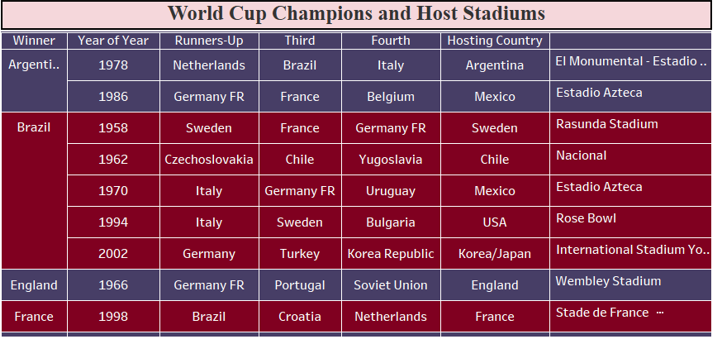 World Cup Champions and Host Stadiums
Winner Year of Year Runners-Up Third Fourth Hosting Country
Argenti.. 1978 Netherlands Brazil Italy Argentina El Monumental - Estadio ..
1986 Germany FR France Belgium Mexico Estadio Azteca
Brazil 1958 Sweden France Germany FR Sweden Rasunda Stadium
1962 Czechoslovakia Chile Yugoslavia Chile Nacional
1970 Italy Germany FR Uruguay Mexico Estadio Azteca
1994 Italy Sweden Bulgaria USA Rose Bowl
2002 Germany Turkey Korea Republic Korea/Japan International Stadium Yo..
England 1966 Germany FR Portugal Soviet Union England Wembley Stadium
France 1998 Brazil Croatia Netherlands France Stade de France ...